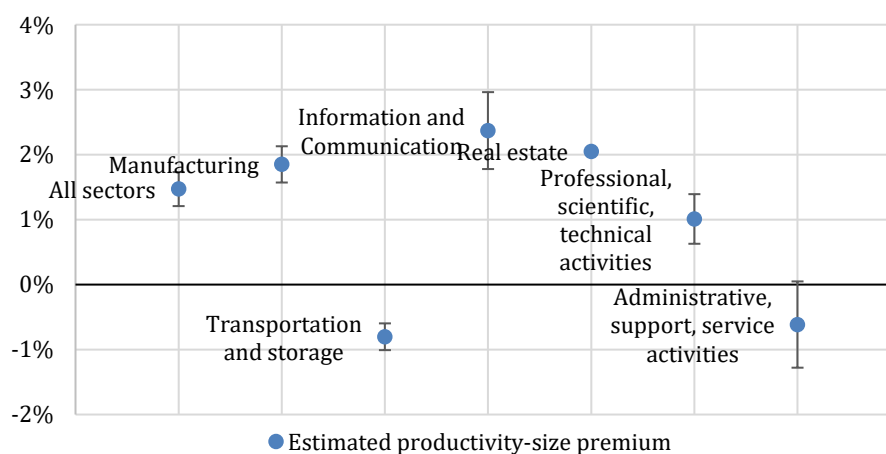 4%
3%
2%
1%
0%
-1%
-2%
All sectors
Manufacturing
Transportation
and storage
Information and
Communication
Real estate
Professional,
scientific,
technical
activities
Administrative,
support, service
activities
Estimated productivity-size premium